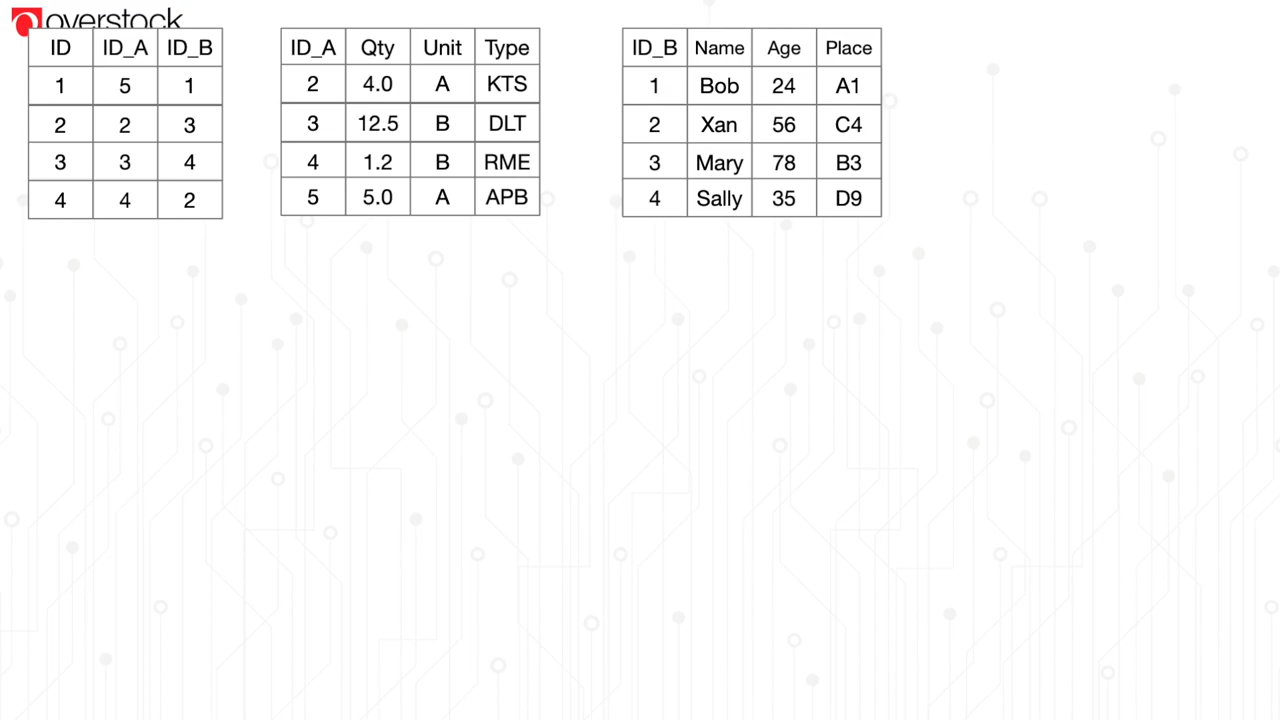 overstock
ID ID_A ID_B
1 5 1
2 2 3
3 3 4
4 4 2
ID_A Qty Unit Type
2 4.0 A KTS
3 12.5 B DLT
4 1.2 B RME
5 5.0 A APB
ID_B Name Age Place
1 Bob 24 A1
2 Xan 56 C4
3 Mary 78 B3
4 Sally 35 D9